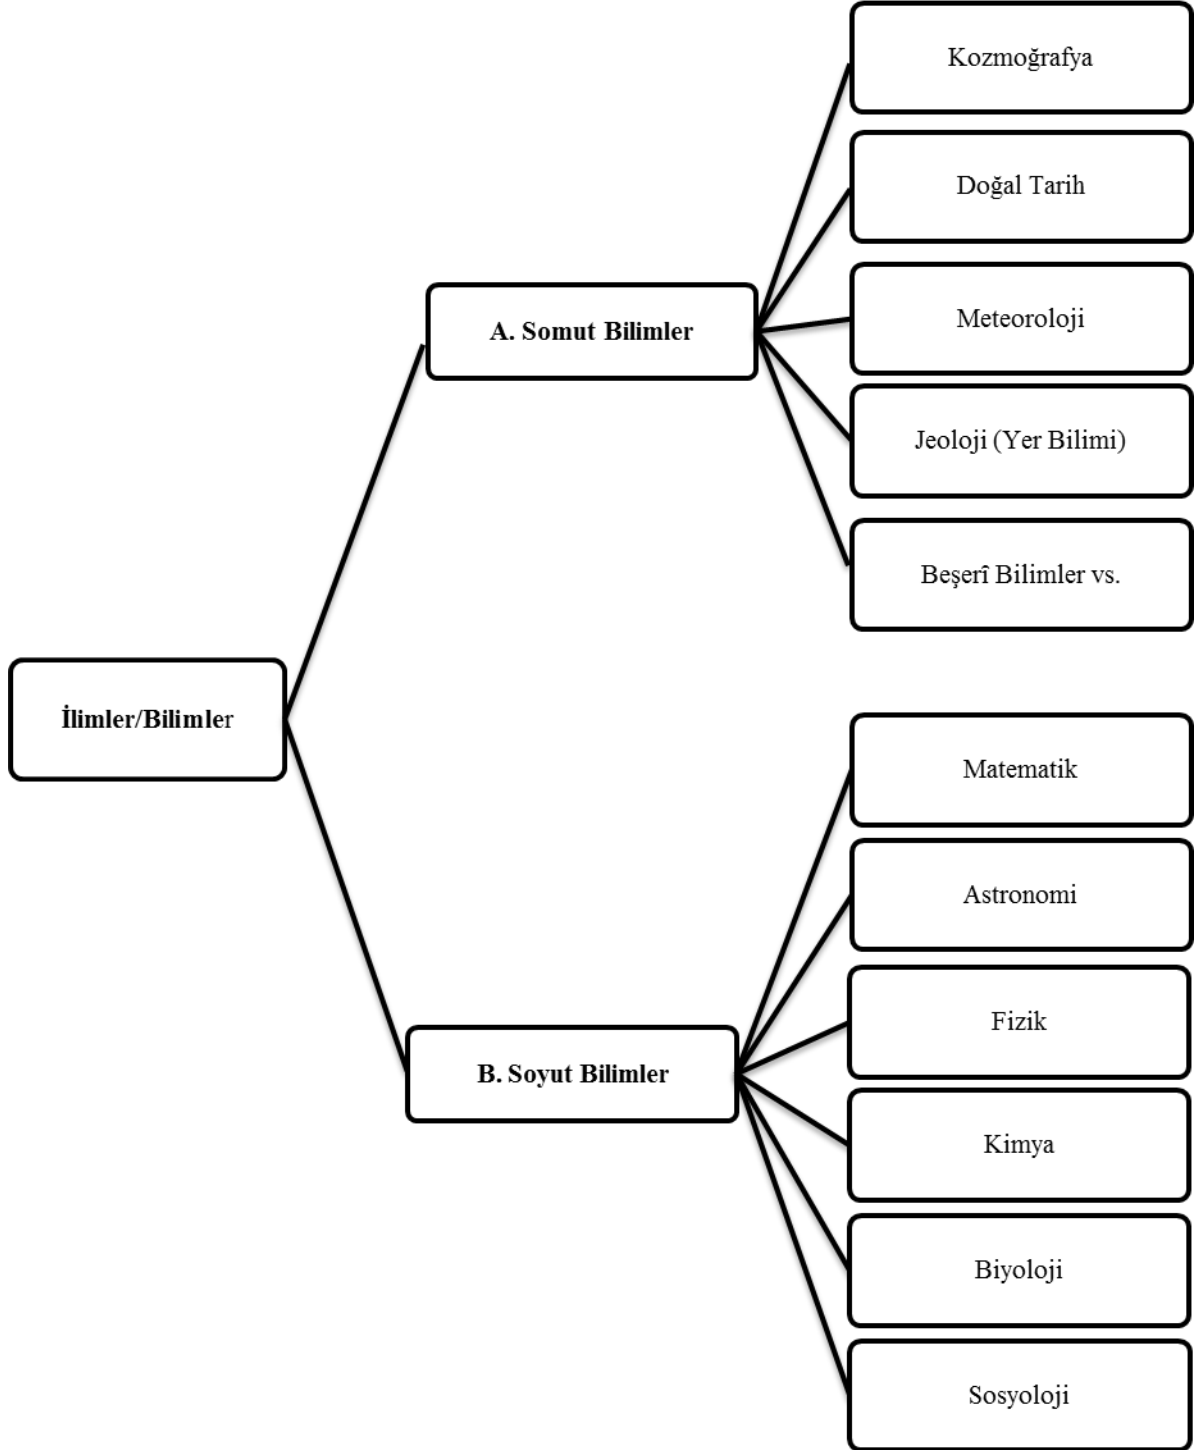 Kozmoğrafya
Doğal Tarih
A. Somut Bilimler
Meteoroloji
Jeoloji (Yer Bilimi)
Beşerî Bilimler vs.
İlimler/Bilimler
Matematik
Astronomi
Fizik
B. Soyut Bilimler
Kimya
Biyoloji
Sosyoloji